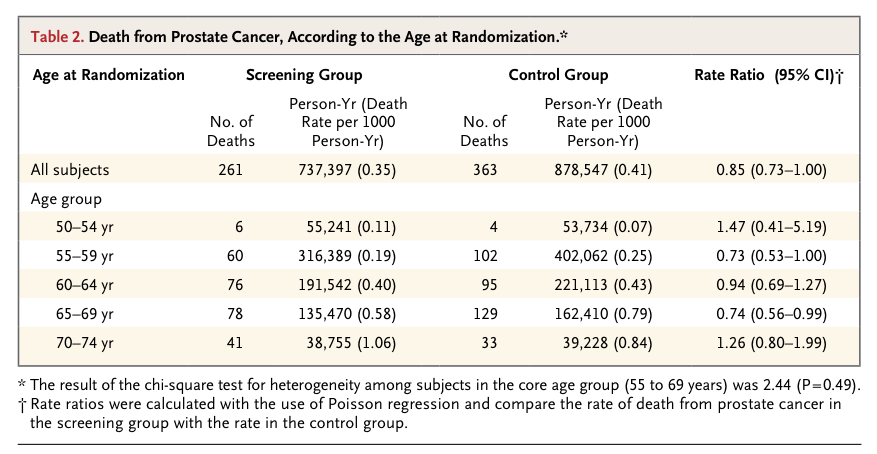 Table 2. Death from Prostate Cancer, According to the Age at Randomization.*
Age at Randomization Screening Group Control Group Rate Ratio (95% CI)†
No. of Deaths Person-Yr (Death Rate per 1000 Person-Yr) No. of Deaths Person-Yr (Death Rate per 1000 Person-Yr)
All subjects 261 737,397 (0.35) 363 878,547 (0.41) 0.85 (0.73–1.00)
Age group
50–54 yr 6 55,241 (0.11) 4 53,734 (0.07) 1.47 (0.41–5.19)
55–59 yr 60 316,389 (0.19) 102 402,062 (0.25) 0.73 (0.53–1.00)
60–64 yr 76 191,542 (0.40) 95 221,113 (0.43) 0.94 (0.69–1.27)
65–69 yr 78 135,470 (0.58) 129 162,410 (0.79) 0.74 (0.56–0.99)
70–74 yr 41 38,755 (1.06) 33 39,228 (0.84) 1.26 (0.80–1.99)
* The result of the chi-square test for heterogeneity among subjects in the core age group (55 to 69 years) was 2.44 (P=0.49).
† Rate ratios were calculated with the use of Poisson regression and compare the rate of death from prostate cancer in
the screening group with the rate in the control group.